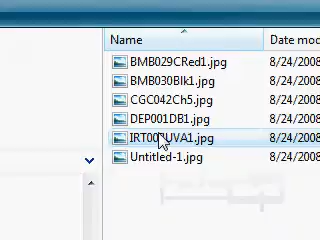 Name Date mod
BMB029CRed1.jpg 8/24/2008
BMB030Blk1.jpg 8/24/2008
CGC042Ch5.jpg 8/24/2008
DEP001DB1.jpg 8/24/2008
8/24/2008
Untitled-1.jpg 8/24/2008